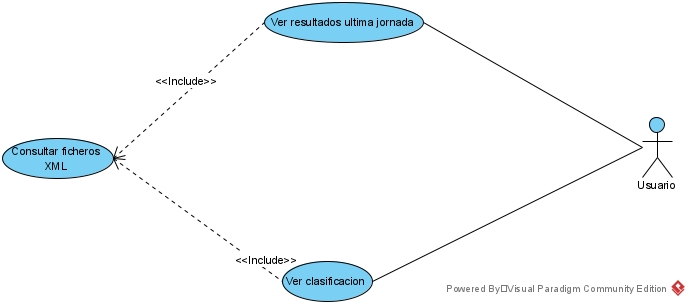 Ver resultados ultima jornada
<<Include>>
Consultar ficheros
XML
Usuario
<<Include>>
Ver clasificacion
Powered By□Visual Paradigm Community Edition